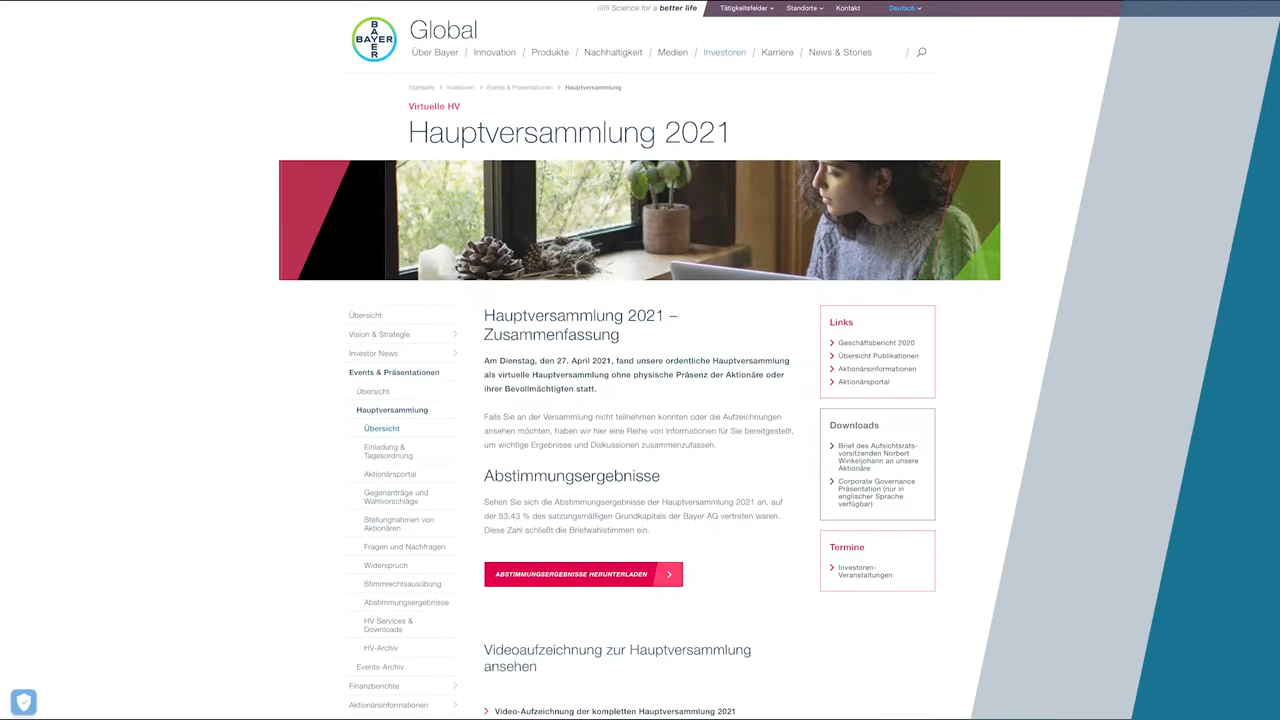 ////// Science for a better life
Tätigkeitsfelder
Standorte
Kontakt
Deutsch
BAYER
BAYER
Global
Über Bayer / Innovation / Produkte / Nachhaltigkeit / Medien / Investoren / Karriere / News & Stories /
Startseite > Investoren > Events & Präsentationen > Hauptversammlung
Virtuelle HV
Hauptversammlung 2021
Übersicht
Vision & Strategie
Investor News
Events & Präsentationen
Übersicht
Hauptversammlung
Übersicht
Einladung &
Tagesordnung
Aktionärsportal
Gegenanträge und
Wahlvorschläge
Stellungnahmen von
Aktionären
Fragen und Nachfragen
Widerspruch
Stimmrechtsausübung
Abstimmungsergebnisse
HV Services &
Downloads
HV-Archiv
Events-Archiv
Finanzberichte
Aktionärsinformationen
Hauptversammlung 2021 –
Zusammenfassung
Am Dienstag, den 27. April 2021, fand unsere ordentliche Hauptversammlung
als virtuelle Hauptversammlung ohne physische Präsenz der Aktionäre oder
ihrer Bevollmächtigten statt.
Falls Sie an der Versammlung nicht teilnehmen konnten oder die Aufzeichnungen
ansehen möchten, haben wir hier eine Reihe von Informationen für Sie bereitgestellt,
um wichtige Ergebnisse und Diskussionen zusammenzufassen.
Abstimmungsergebnisse
Sehen Sie sich die Abstimmungsergebnisse der Hauptversammlung 2021 an, auf
der 53,43 % des satzungsmäßigen Grundkapitals der Bayer AG vertreten waren.
Diese Zahl schließt die Briefwahlstimmen ein.
ABSTIMMUNGSERGEBNISSE HERUNTERLADEN
Videoaufzeichnung zur Hauptversammlung
ansehen
Video-Aufzeichnung der kompletten Hauptversammlung 2021
Links
Geschäftsbericht 2020
Übersicht Publikationen
Aktionärsinformationen
Aktionärsportal
Downloads
Brief des Aufsichtsrats-
vorsitzenden Norbert
Winkeljohann an unsere
Aktionäre
Corporate Governance
Präsentation (nur in
englischer Sprache
verfügbar)
Termine
Investoren-
Veranstaltungen